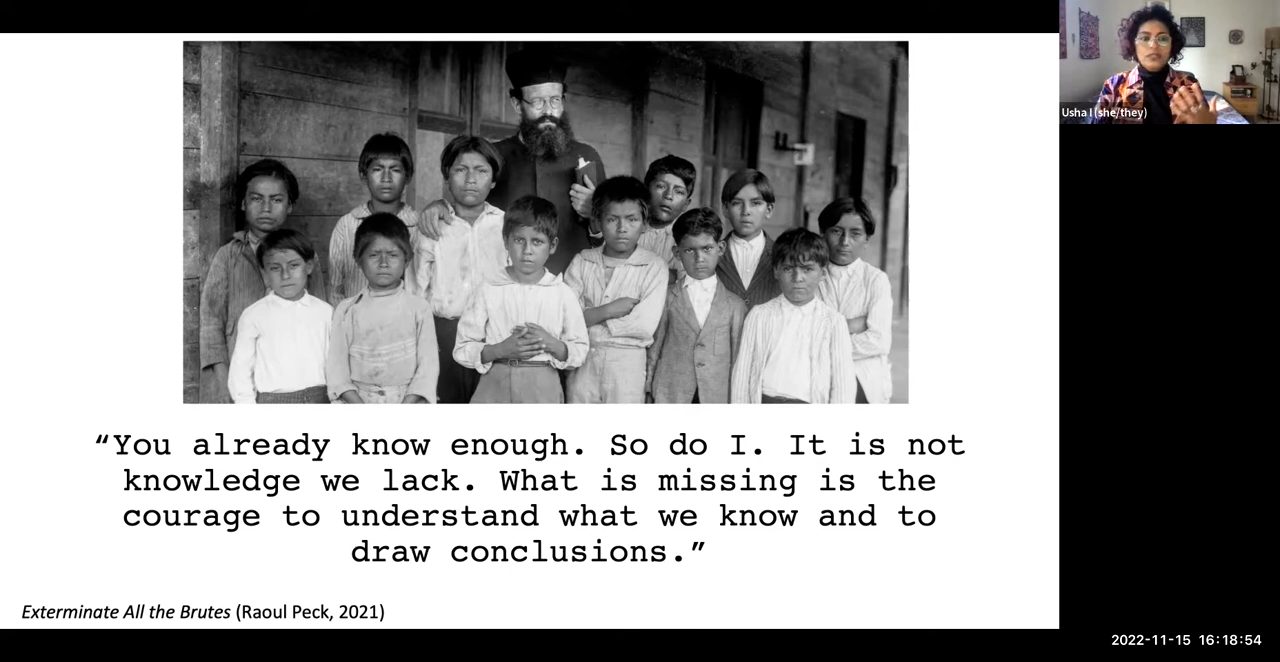 Usha I (she/they)
“You already know enough. So do I. It is not
knowledge we lack. What is missing is the
courage to understand what we know and to
draw conclusions.”
Exterminate All the Brutes (Raoul Peck, 2021)
2022-11-15 16:18:54